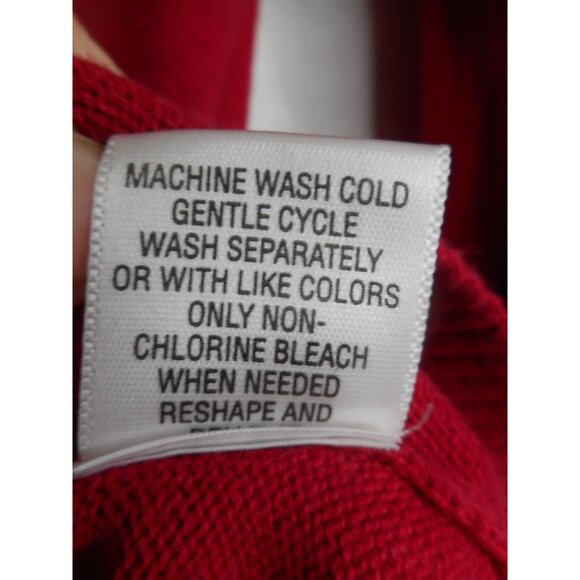 MACHINE WASH COLD
GENTLE CYCLE
WASH SEPARATELY
OR WITH LIKE COLORS
ONLY NON-
CHLORINE BLEACH
WHEN NEEDED
RESHAPE AND